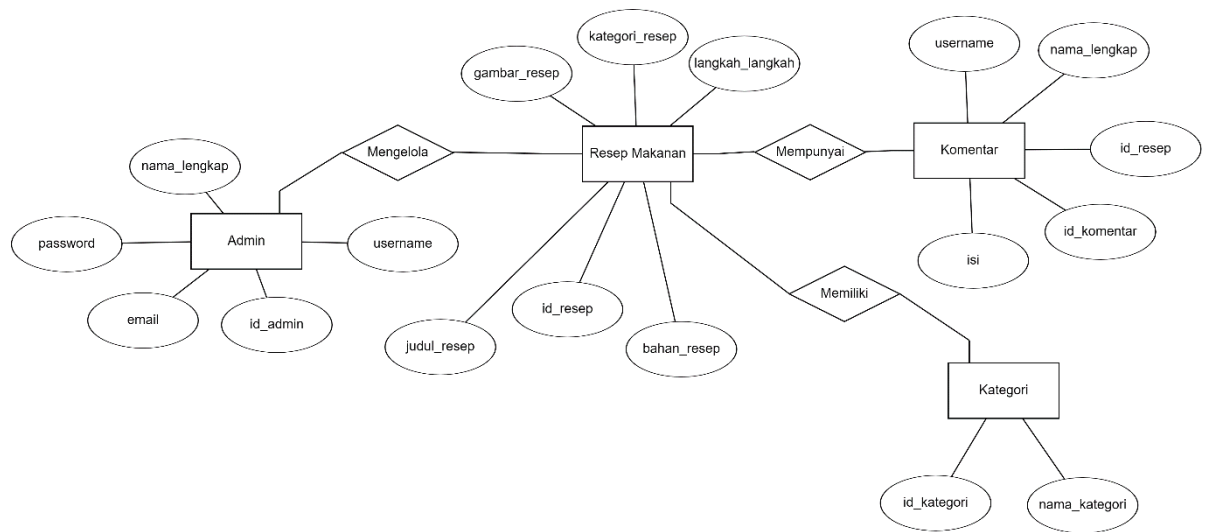 kategori_resep
username
nama_lengkap
gambar_resep
langkah_langkah
Mengelola
Resep Makanan
Mempunyai
Komentar
id_resep
nama_lengkap
password
Admin
username
id_komentar
isi
email
id_admin
id_resep
judul_resep
bahan_resep
Memiliki
Kategori
id_kategori
nama_kategori